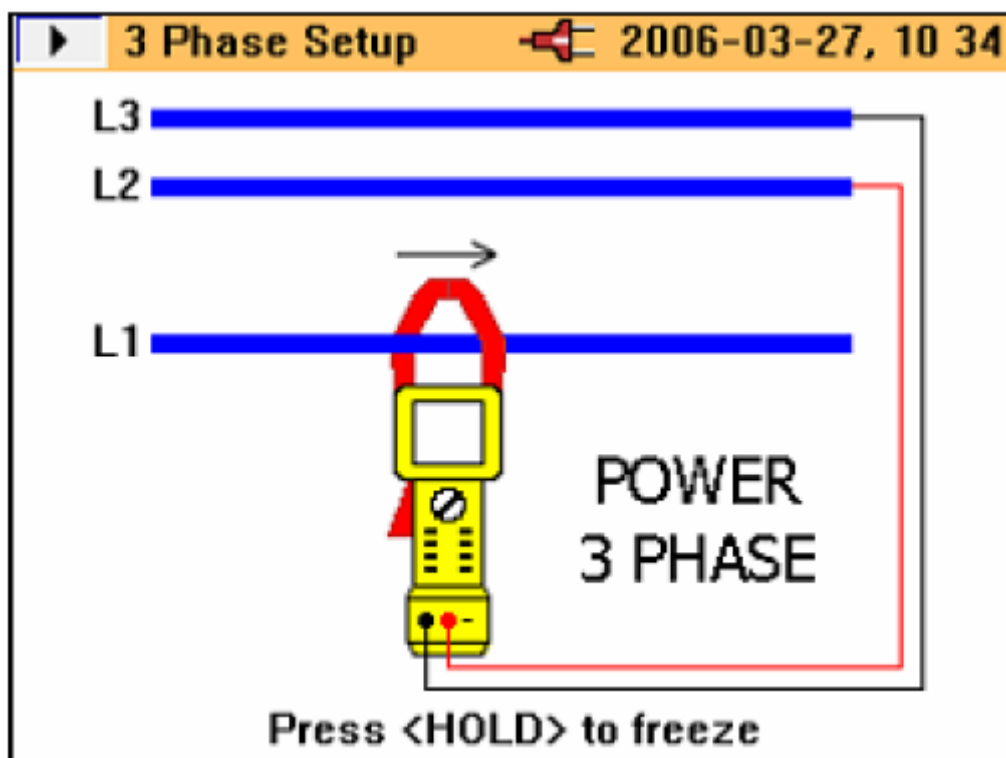 3 Phase Setup 2006-03-27, 10 34
L3
L2
L1
POWER
3 PHASE
Press <HOLD> to freeze